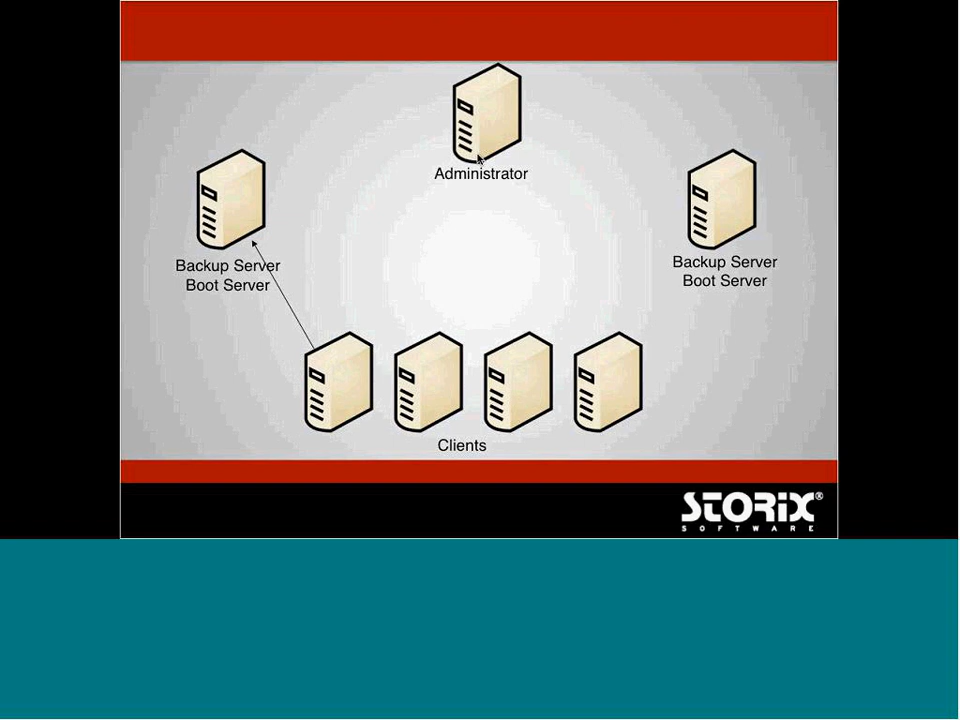 Administrator
Backup Server
Boot Server
Backup Server
Boot Server
Clients
STORIX®
SOFTWARE